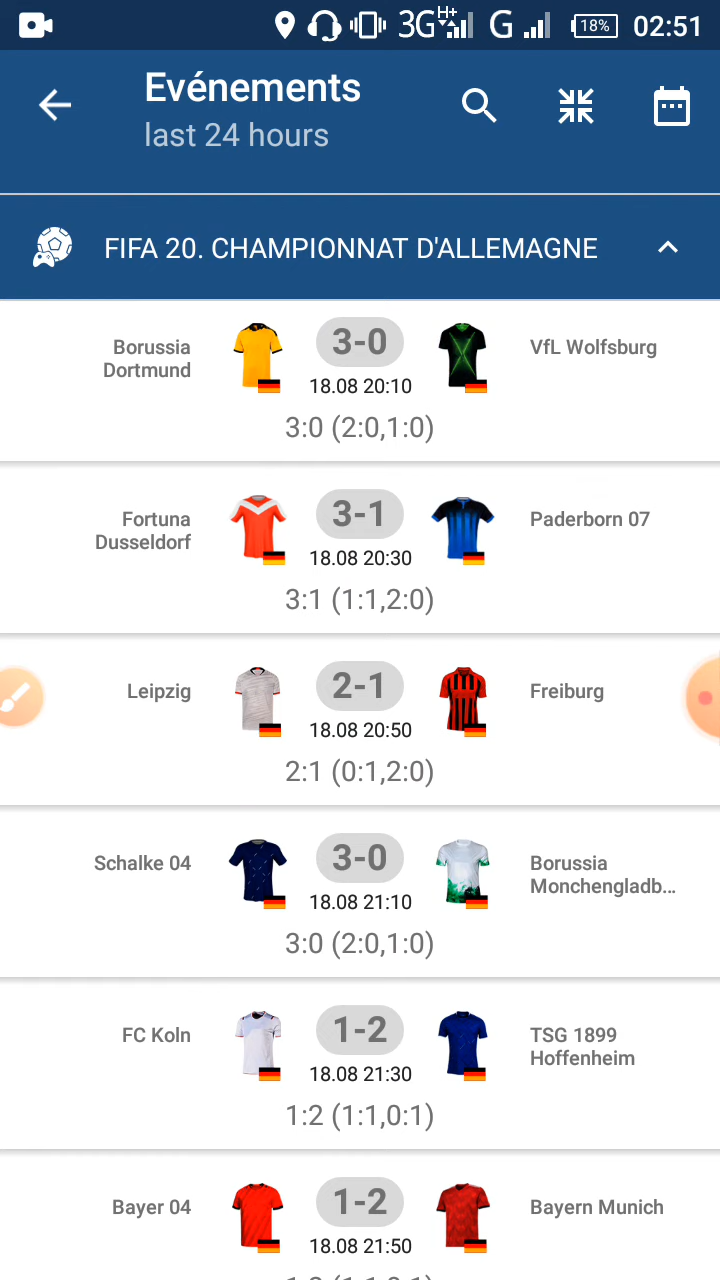 3G H+ G 18% 02:51
Evénements
last 24 hours
FIFA 20. CHAMPIONNAT D'ALLEMAGNE
Borussia Dortmund 3-0 VfL Wolfsburg
18.08 20:10
3:0 (2:0,1:0)
Fortuna Dusseldorf 3-1 Paderborn 07
18.08 20:30
3:1 (1:1,2:0)
Leipzig 2-1 Freiburg
18.08 20:50
2:1 (0:1,2:0)
Schalke 04 3-0 Borussia Monchengladb...
18.08 21:10
3:0 (2:0,1:0)
FC Koln 1-2 TSG 1899 Hoffenheim
18.08 21:30
1:2 (1:1,0:1)
Bayer 04 1-2 Bayern Munich
18.08 21:50